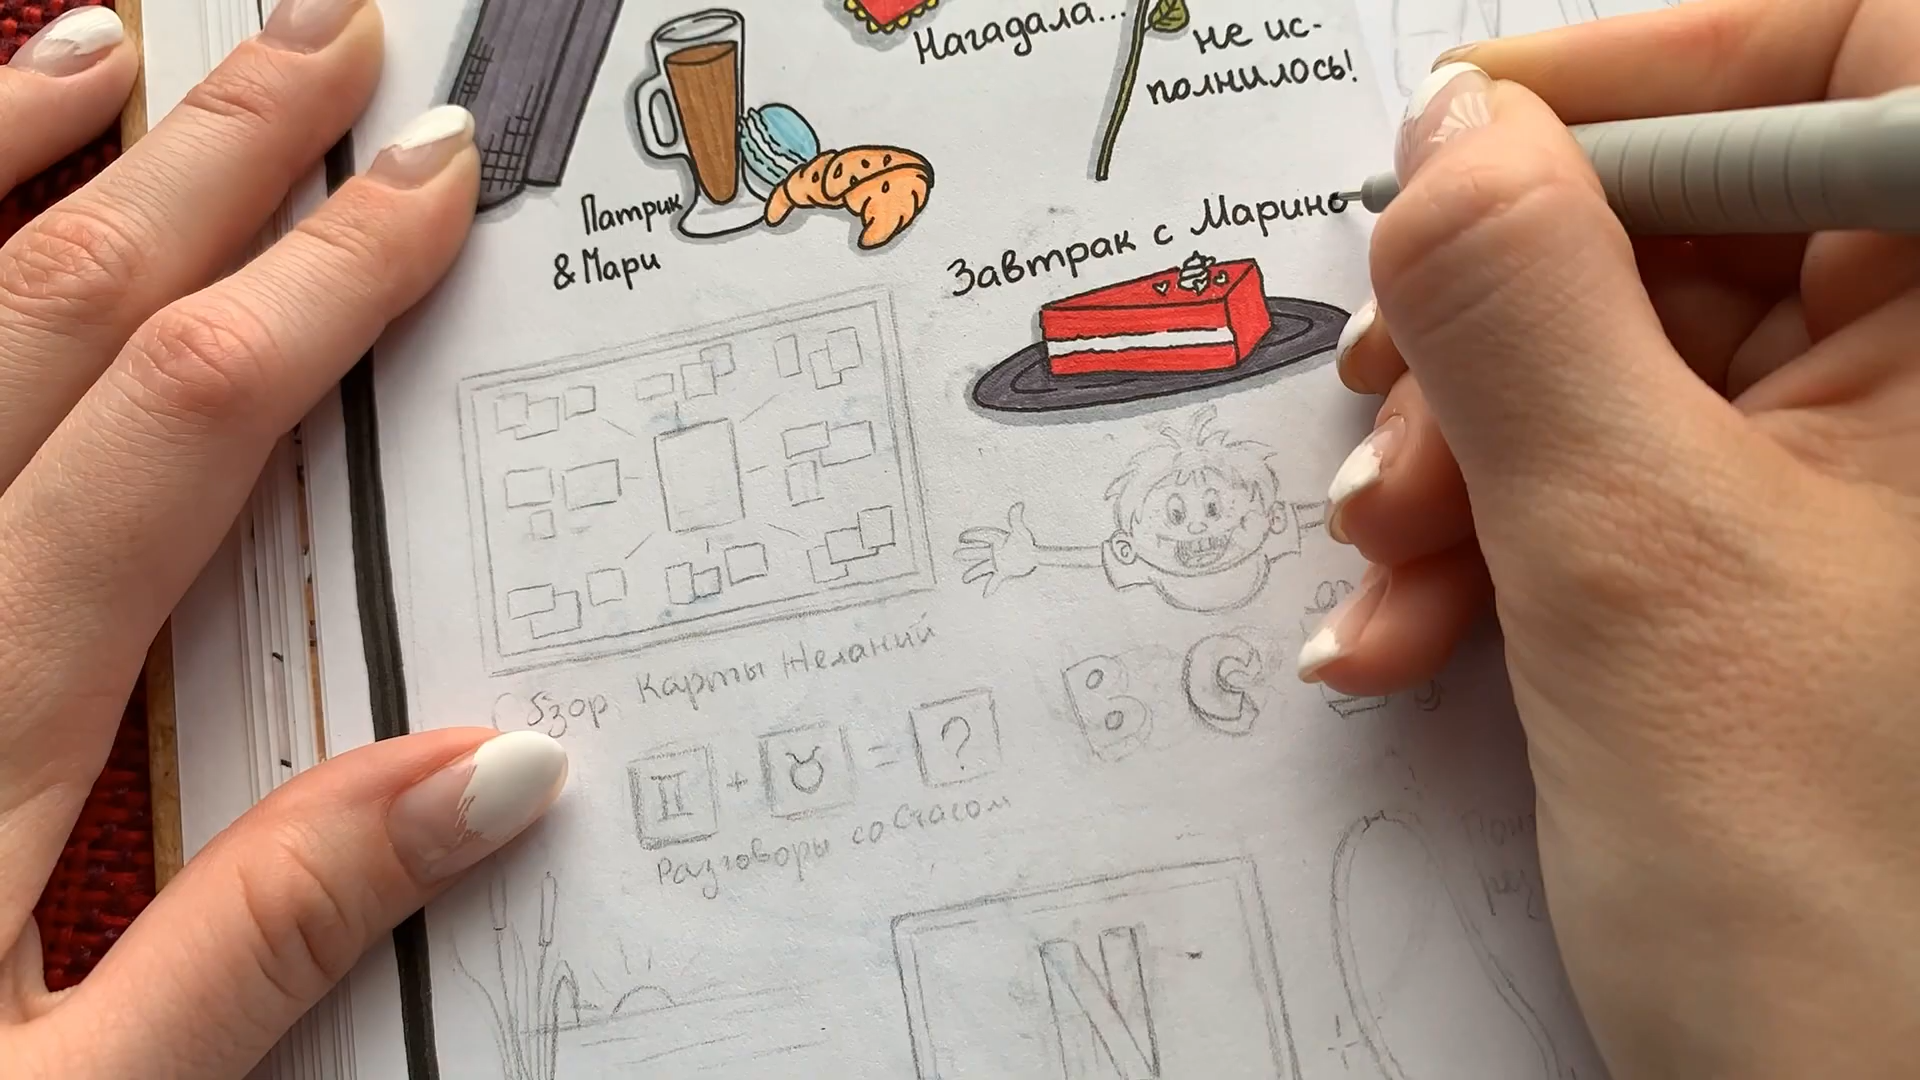 Нагадала...
не ис-
полнилось!
Патрик
& Мари
Завтрак с Марино
Обзор Карты Желаний
В С
♊ + ♉ = ?
Разговоры со Стасом
N